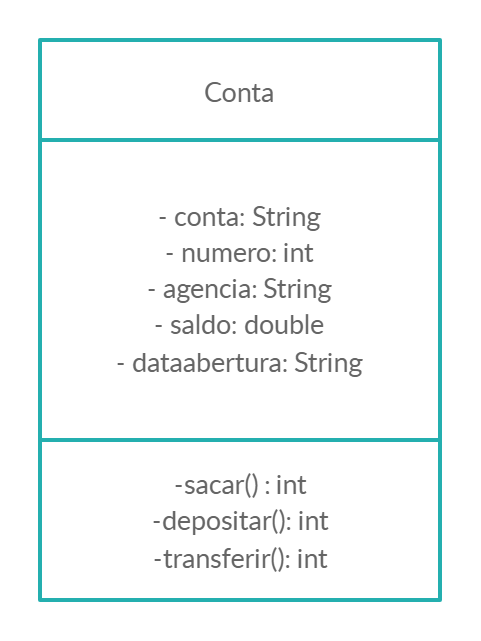 Conta
- conta: String
- numero: int
- agencia: String
- saldo: double
- dataabertura: String
-sacar() : int
-depositar(): int
-transferir(): int